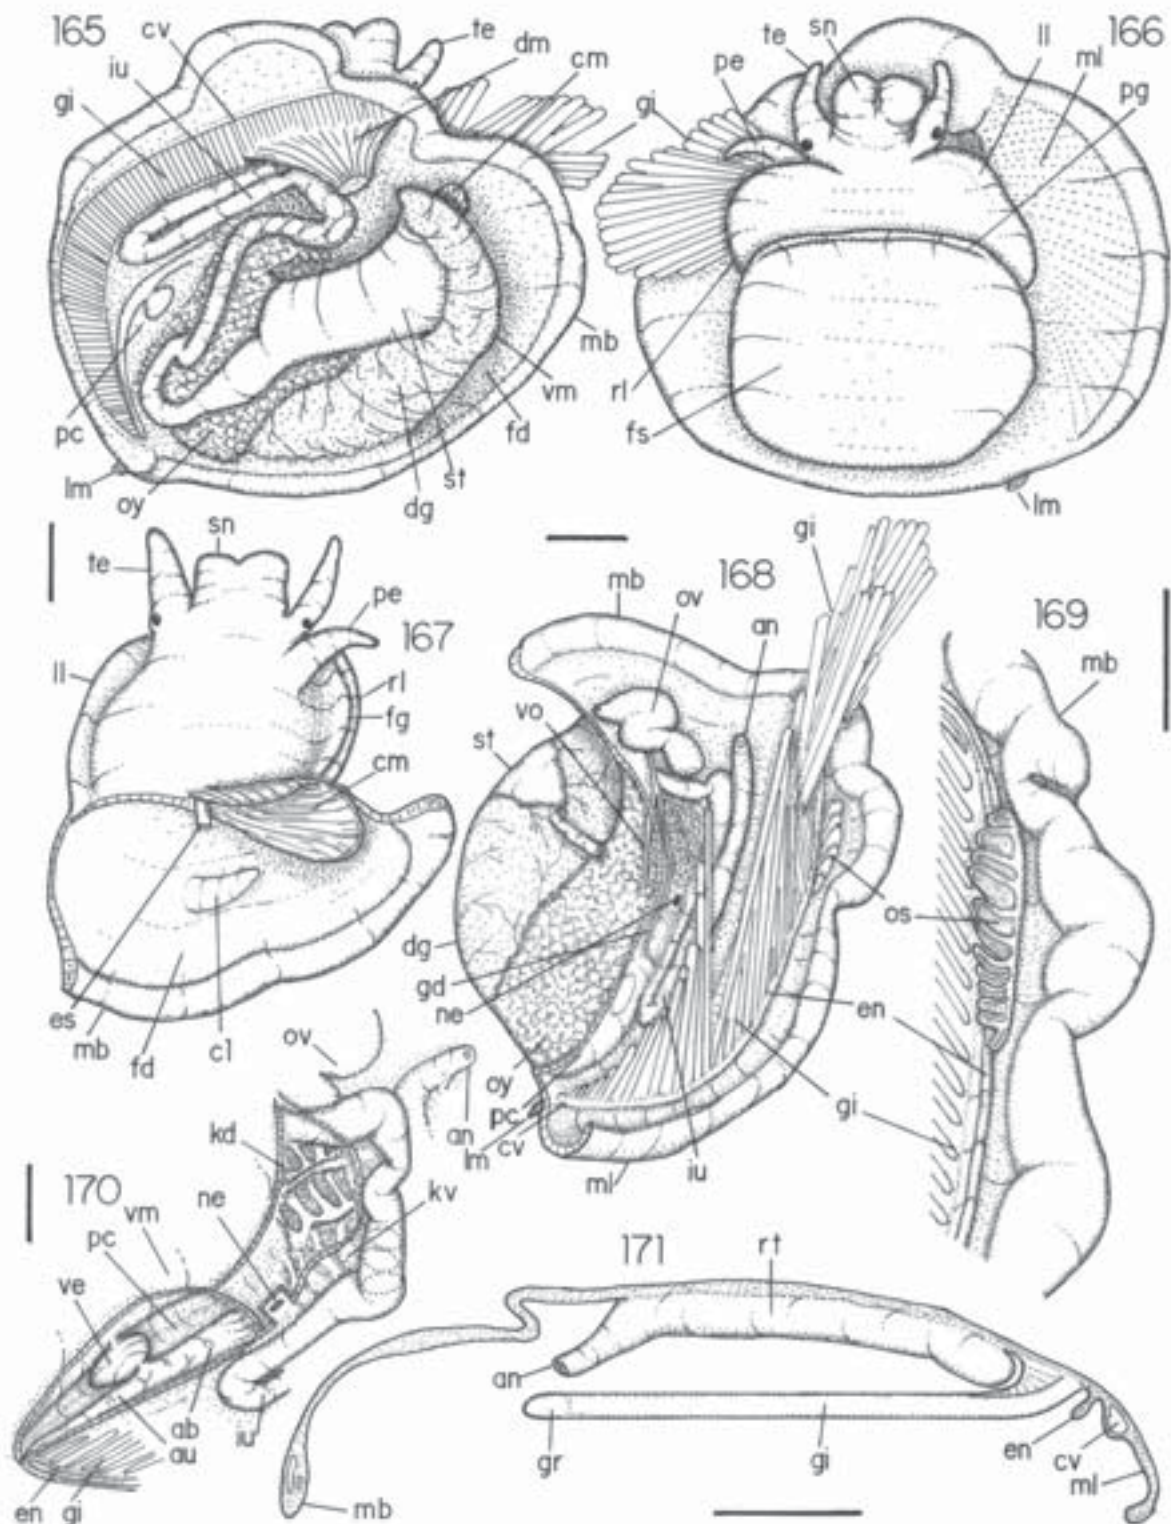 165
cv
iu
gi
te
dm
cm
gi
pc
lm
oy
dg
st
fd
vm
mb
166
te
sn
pe
ll
ml
pg
rl
fs
lm
167
te
sn
pe
ll
rl
fg
cm
es
mb
fd
cl
168
mb
ov
an
gi
vo
st
dg
gd
ne
oy
pc
lm
cv
ml
iu
gi
en
os
169
mb
os
en
gi
170
ov
kd
an
ne
kv
vm
pc
ve
ab
au
iu
en
gi
171
rt
an
gr
gi
en
cv
ml
mb